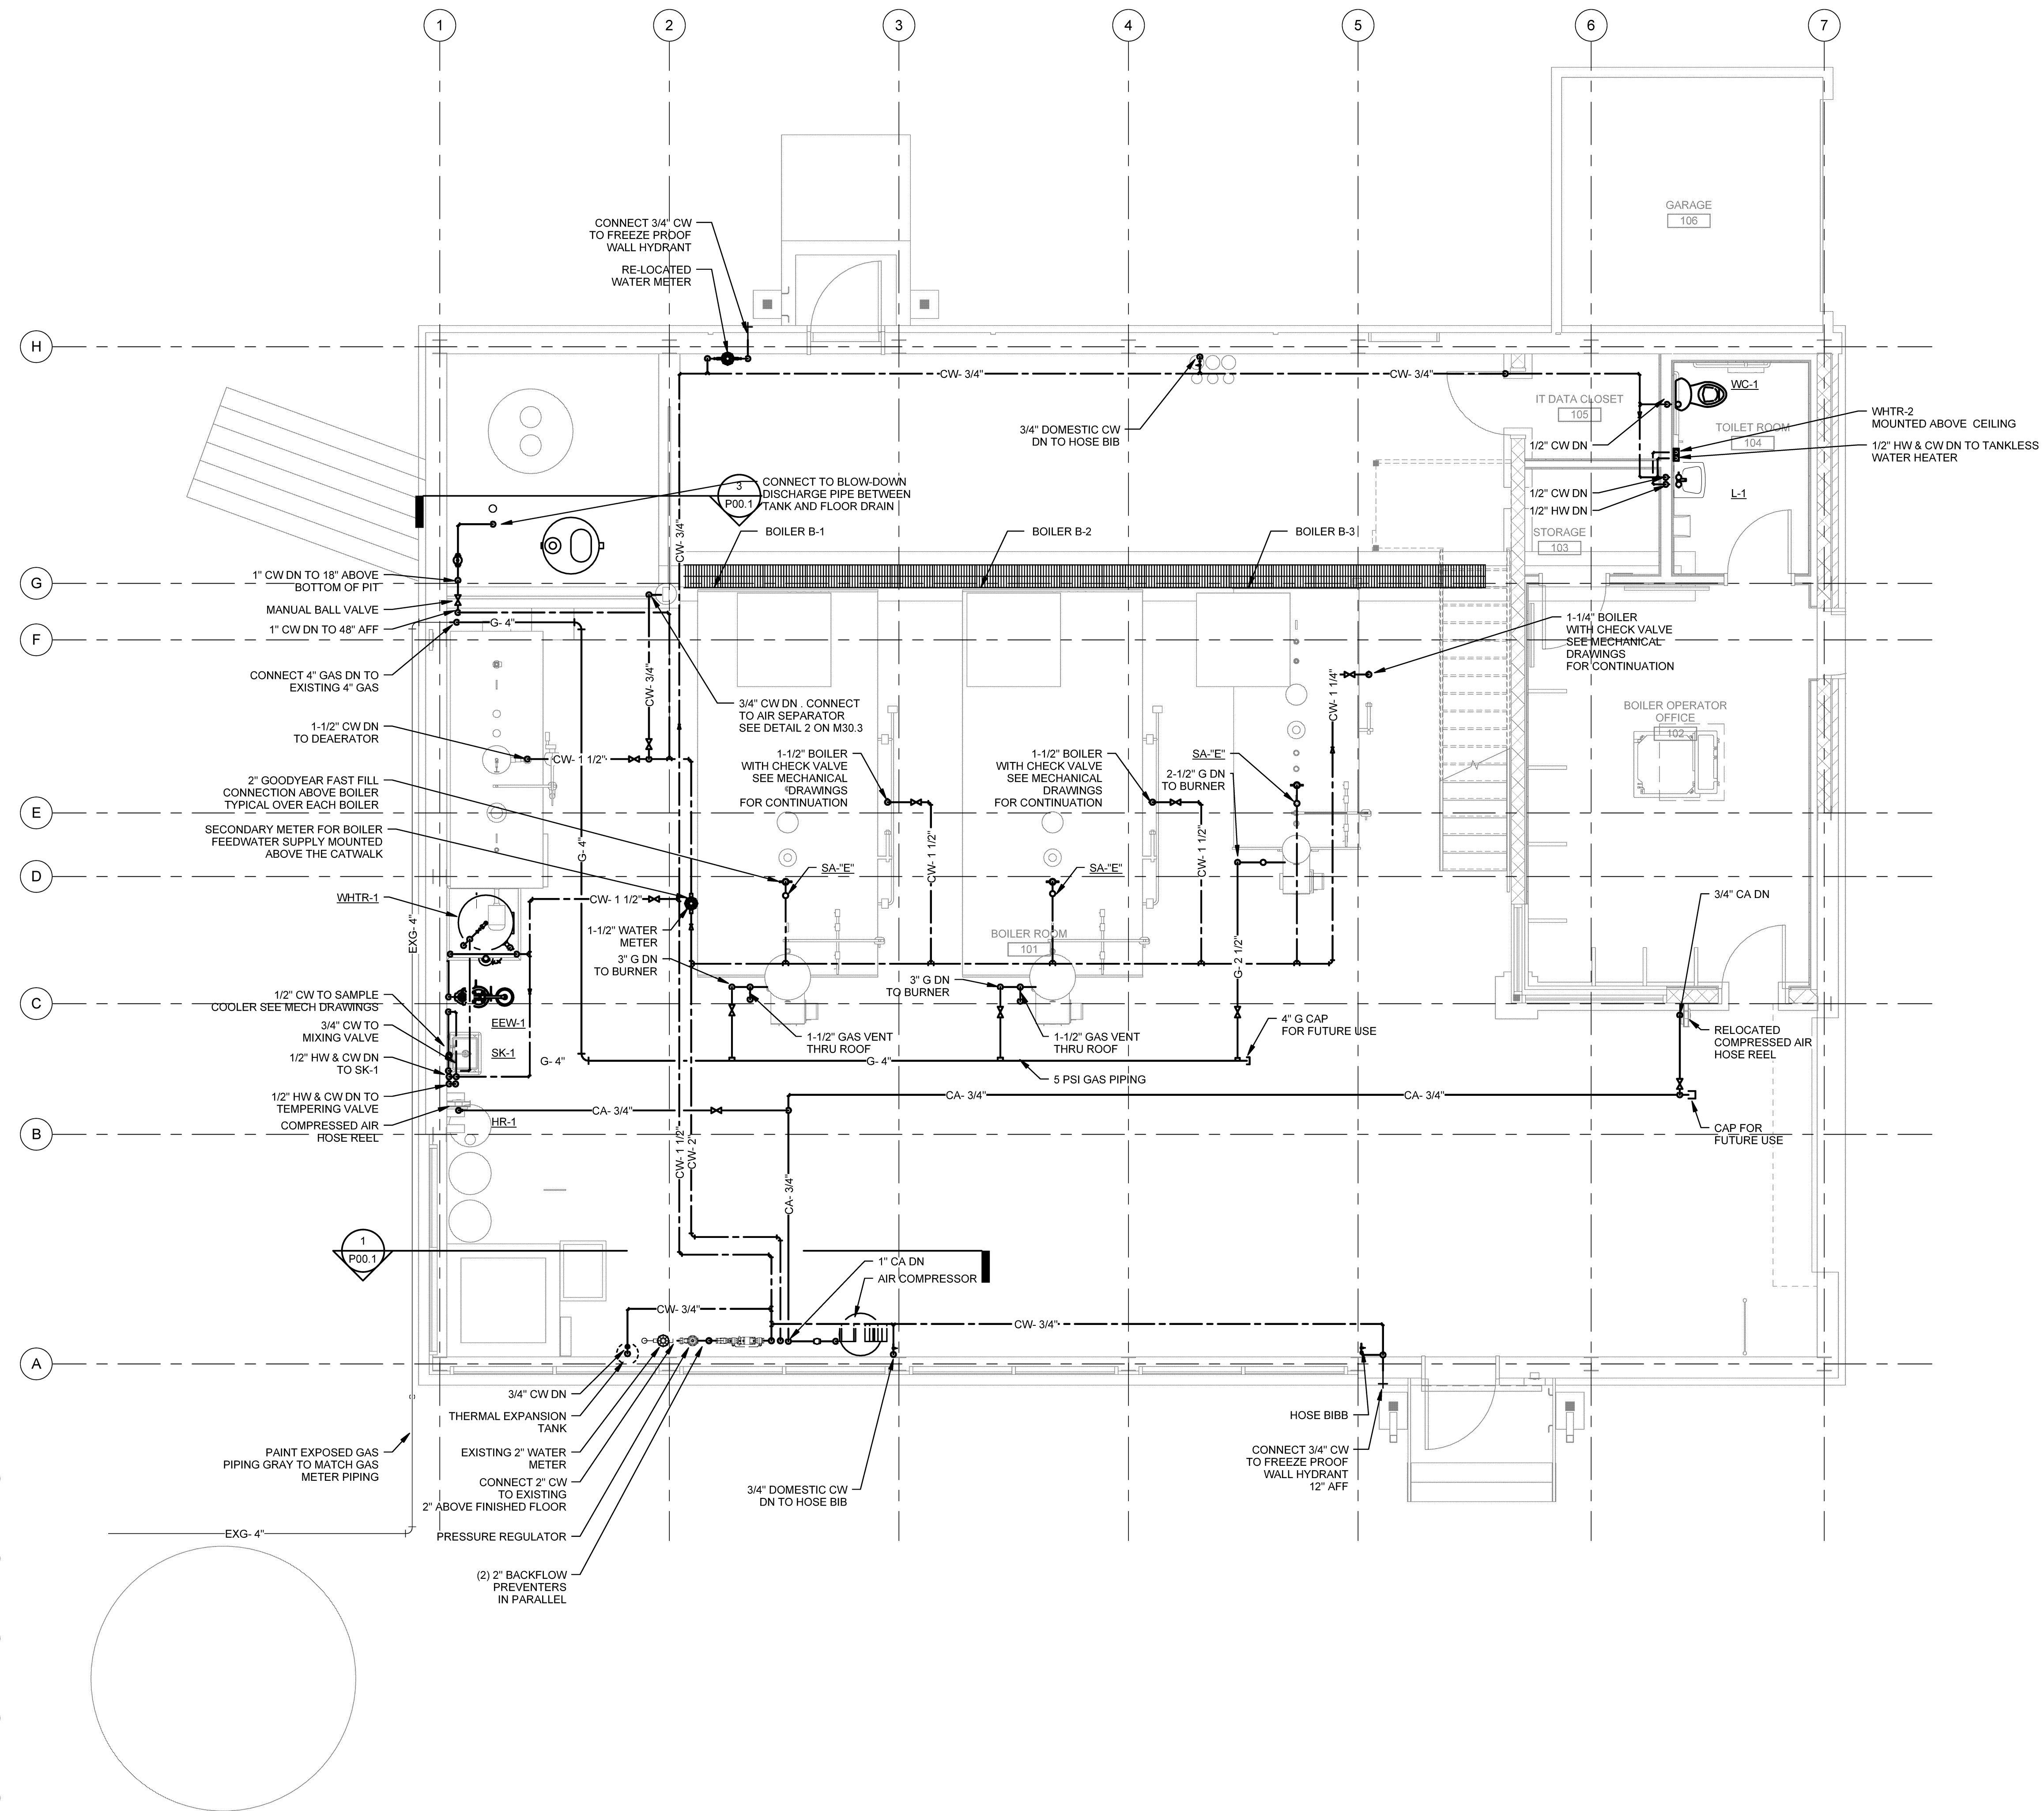 1
2
3
4
5
6
7
GARAGE
106
CONNECT 3/4" CW
TO FREEZE PROOF
WALL HYDRANT
RE-LOCATED
WATER METER
H
CW- 3/4"
CW- 3/4"
WC-1
IT DATA CLOSET
105
WHTR-2
MOUNTED ABOVE CEILING
TOILET ROOM
104
3/4" DOMESTIC CW
DN TO HOSE BIB
1/2" CW DN
1/2" HW & CW DN TO TANKLESS
WATER HEATER
3
P00.1
CONNECT TO BLOW-DOWN
DISCHARGE PIPE BETWEEN
TANK AND FLOOR DRAIN
1/2" CW DN
1/2" HW DN
L-1
CW- 3/4"
BOILER B-1
BOILER B-2
BOILER B-3
STORAGE
103
G
1" CW DN TO 18" ABOVE
BOTTOM OF PIT
MANUAL BALL VALVE
1" CW DN TO 48" AFF
G- 4"
F
1-1/4" BOILER
WITH CHECK VALVE
SEE MECHANICAL
DRAWINGS
FOR CONTINUATION
CONNECT 4" GAS DN TO
EXISTING 4" GAS
CW- 3/4"
CW- 1 1/4"
3/4" CW DN . CONNECT
TO AIR SEPARATOR
SEE DETAIL 2 ON M30.3
BOILER OPERATOR
OFFICE
102
1-1/2" CW DN
TO DEAERATOR
CW- 1 1/2"
1-1/2" BOILER
WITH CHECK VALVE
SEE MECHANICAL
DRAWINGS
FOR CONTINUATION
1-1/2" BOILER
WITH CHECK VALVE
SEE MECHANICAL
DRAWINGS
FOR CONTINUATION
SA-"E"
2-1/2" G DN
TO BURNER
2" GOODYEAR FAST FILL
CONNECTION ABOVE BOILER
TYPICAL OVER EACH BOILER
E
SECONDARY METER FOR BOILER
FEEDWATER SUPPLY MOUNTED
ABOVE THE CATWALK
G- 4"
CW- 1 1/2"
CW- 1 1/2"
D
SA-"E"
SA-"E"
WHTR-1
CW- 1 1/2"
3/4" CA DN
EXG- 4"
1-1/2" WATER
METER
BOILER ROOM
101
G- 2 1/2"
3" G DN
TO BURNER
3" G DN
TO BURNER
C
1/2" CW TO SAMPLE
COOLER SEE MECH DRAWINGS
EEW-1
3/4" CW TO
MIXING VALVE
4" G CAP
FOR FUTURE USE
RELOCATED
COMPRESSED AIR
HOSE REEL
1-1/2" GAS VENT
THRU ROOF
1-1/2" GAS VENT
THRU ROOF
SK-1
1/2" HW & CW DN
TO SK-1
G- 4"
G- 4"
5 PSI GAS PIPING
1/2" HW & CW DN TO
TEMPERING VALVE
CA- 3/4"
CA- 3/4"
CA- 3/4"
COMPRESSED AIR
HOSE REEL
HR-1
B
CAP FOR
FUTURE USE
CW- 1 1/2"
CW- 2"
CA- 3/4"
1
P00.1
1" CA DN
AIR COMPRESSOR
CW- 3/4"
CW- 3/4"
A
3/4" CW DN
THERMAL EXPANSION
TANK
HOSE BIBB
PAINT EXPOSED GAS
PIPING GRAY TO MATCH GAS
METER PIPING
EXISTING 2" WATER
METER
CONNECT 3/4" CW
TO FREEZE PROOF
WALL HYDRANT
12" AFF
CONNECT 2" CW
TO EXISTING
2" ABOVE FINISHED FLOOR
3/4" DOMESTIC CW
DN TO HOSE BIB
EXG- 4"
PRESSURE REGULATOR
(2) 2" BACKFLOW
PREVENTERS
IN PARALLEL